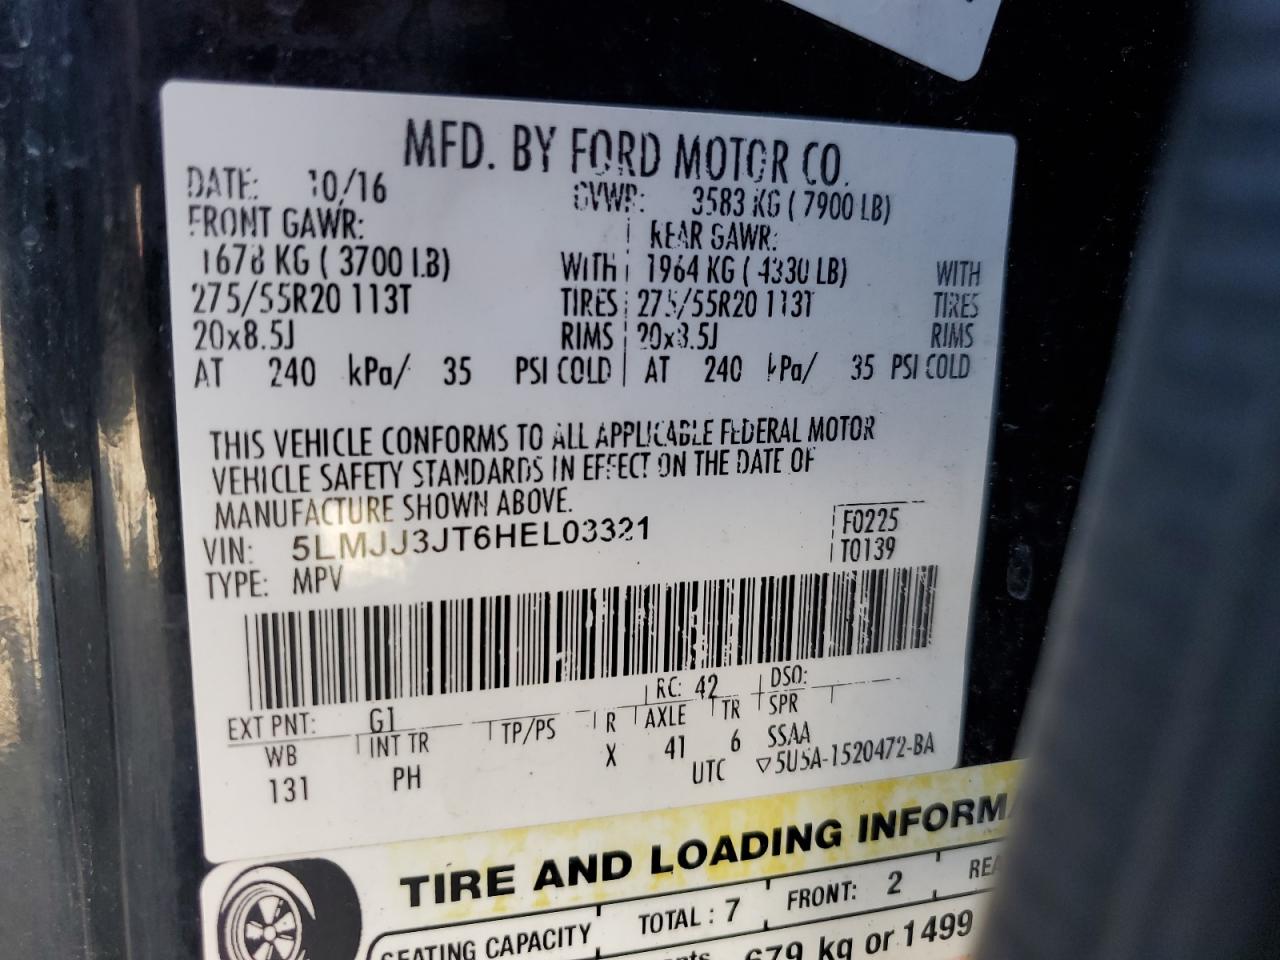 MFD. BY FORD MOTOR CO.
DATE: 10/16 GVWR: 3583 KG ( 7900 LB)
FRONT GAWR: REAR GAWR:
1678 KG ( 3700 LB) WITH 1964 KG ( 4330 LB) WITH
275/55R20 113T TIRES 275/55R20 113T TIRES
20x8.5J RIMS 20x8.5J RIMS
AT 240 kPa/ 35 PSI COLD AT 240 kPa/ 35 PSI COLD
THIS VEHICLE CONFORMS TO ALL APPLICABLE FEDERAL MOTOR
VEHICLE SAFETY STANDARDS IN EFFECT ON THE DATE OF
MANUFACTURE SHOWN ABOVE.
VIN: 5LMJJ3JT6HEL03321 F0225
TYPE: MPV T0139
EXT PNT: G1 RC: 42 DSO:
WB INT TR TP/PS R AXLE TR SPR
131 PH X 41 6 SSAA
UTC ▽5U5A-1520472-BA
TIRE AND LOADING
SEATING CAPACITY TOTAL : 7 FRONT: 2
679 kg or 1499